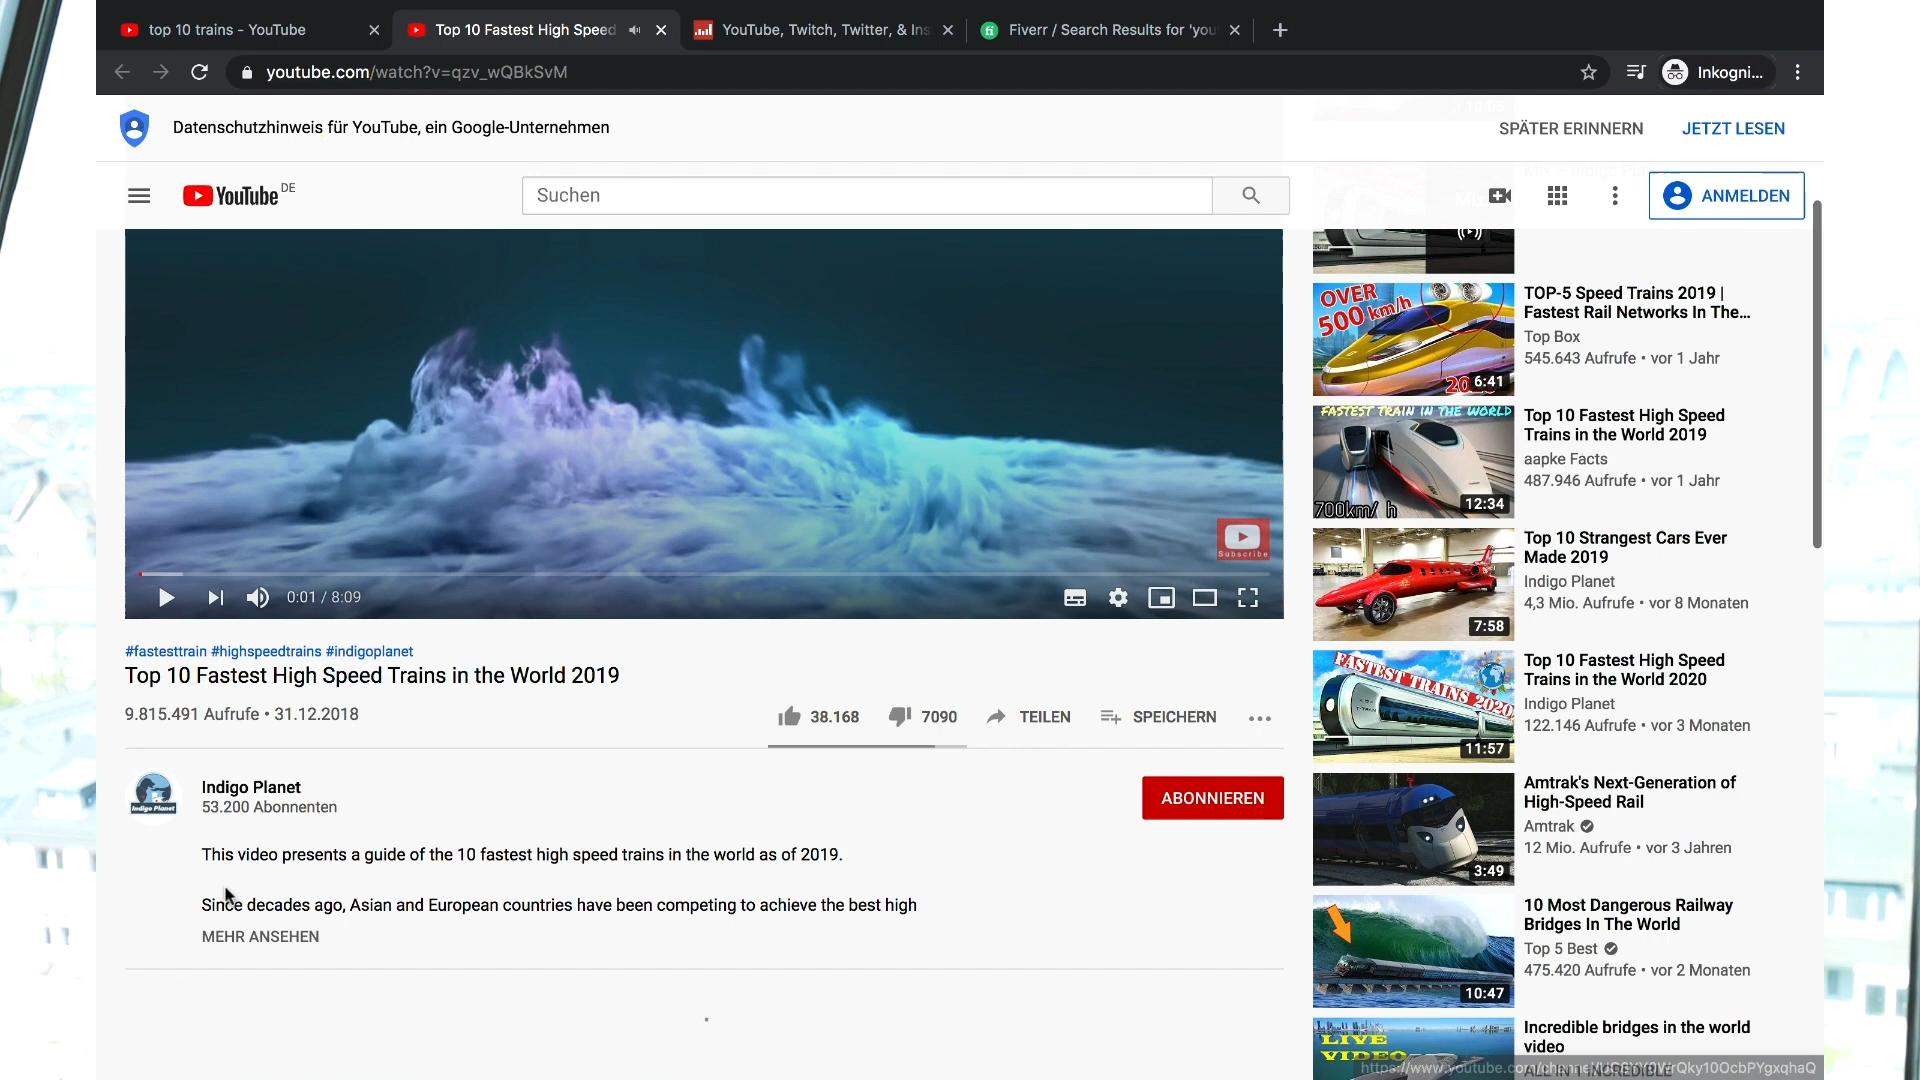 top 10 trains - YouTube
Top 10 Fastest High Speed
YouTube, Twitch, Twitter, & Ins
Fiverr / Search Results for 'you
youtube.com/watch?v=qzv_wQBkSvM
Inkogni...
Datenschutzhinweis für YouTube, ein Google-Unternehmen
SPÄTER ERINNERN
JETZT LESEN
YouTube DE
Suchen
ANMELDEN
Subscribe
0:01 / 8:09
#fastesttrain #highspeedtrains #indigoplanet
Top 10 Fastest High Speed Trains in the World 2019
9.815.491 Aufrufe • 31.12.2018
38.168
7090
TEILEN
SPEICHERN
Indigo Planet
Indigo Planet
53.200 Abonnenten
ABONNIEREN
This video presents a guide of the 10 fastest high speed trains in the world as of 2019.
Since decades ago, Asian and European countries have been competing to achieve the best high
MEHR ANSEHEN
OVER
500 km/h
6:41
TOP-5 Speed Trains 2019 |
Fastest Rail Networks In The...
Top Box
545.643 Aufrufe • vor 1 Jahr
FASTEST TRAIN IN THE WORLD
700km/ h
12:34
Top 10 Fastest High Speed
Trains in the World 2019
aapke Facts
487.946 Aufrufe • vor 1 Jahr
7:58
Top 10 Strangest Cars Ever
Made 2019
Indigo Planet
4,3 Mio. Aufrufe • vor 8 Monaten
FASTEST TRAINS 2020
11:57
Top 10 Fastest High Speed
Trains in the World 2020
Indigo Planet
122.146 Aufrufe • vor 3 Monaten
3:49
Amtrak's Next-Generation of
High-Speed Rail
Amtrak
12 Mio. Aufrufe • vor 3 Jahren
10:47
10 Most Dangerous Railway
Bridges In The World
Top 5 Best
475.420 Aufrufe • vor 2 Monaten
LIVE
VIDEO
Incredible bridges in the world
video